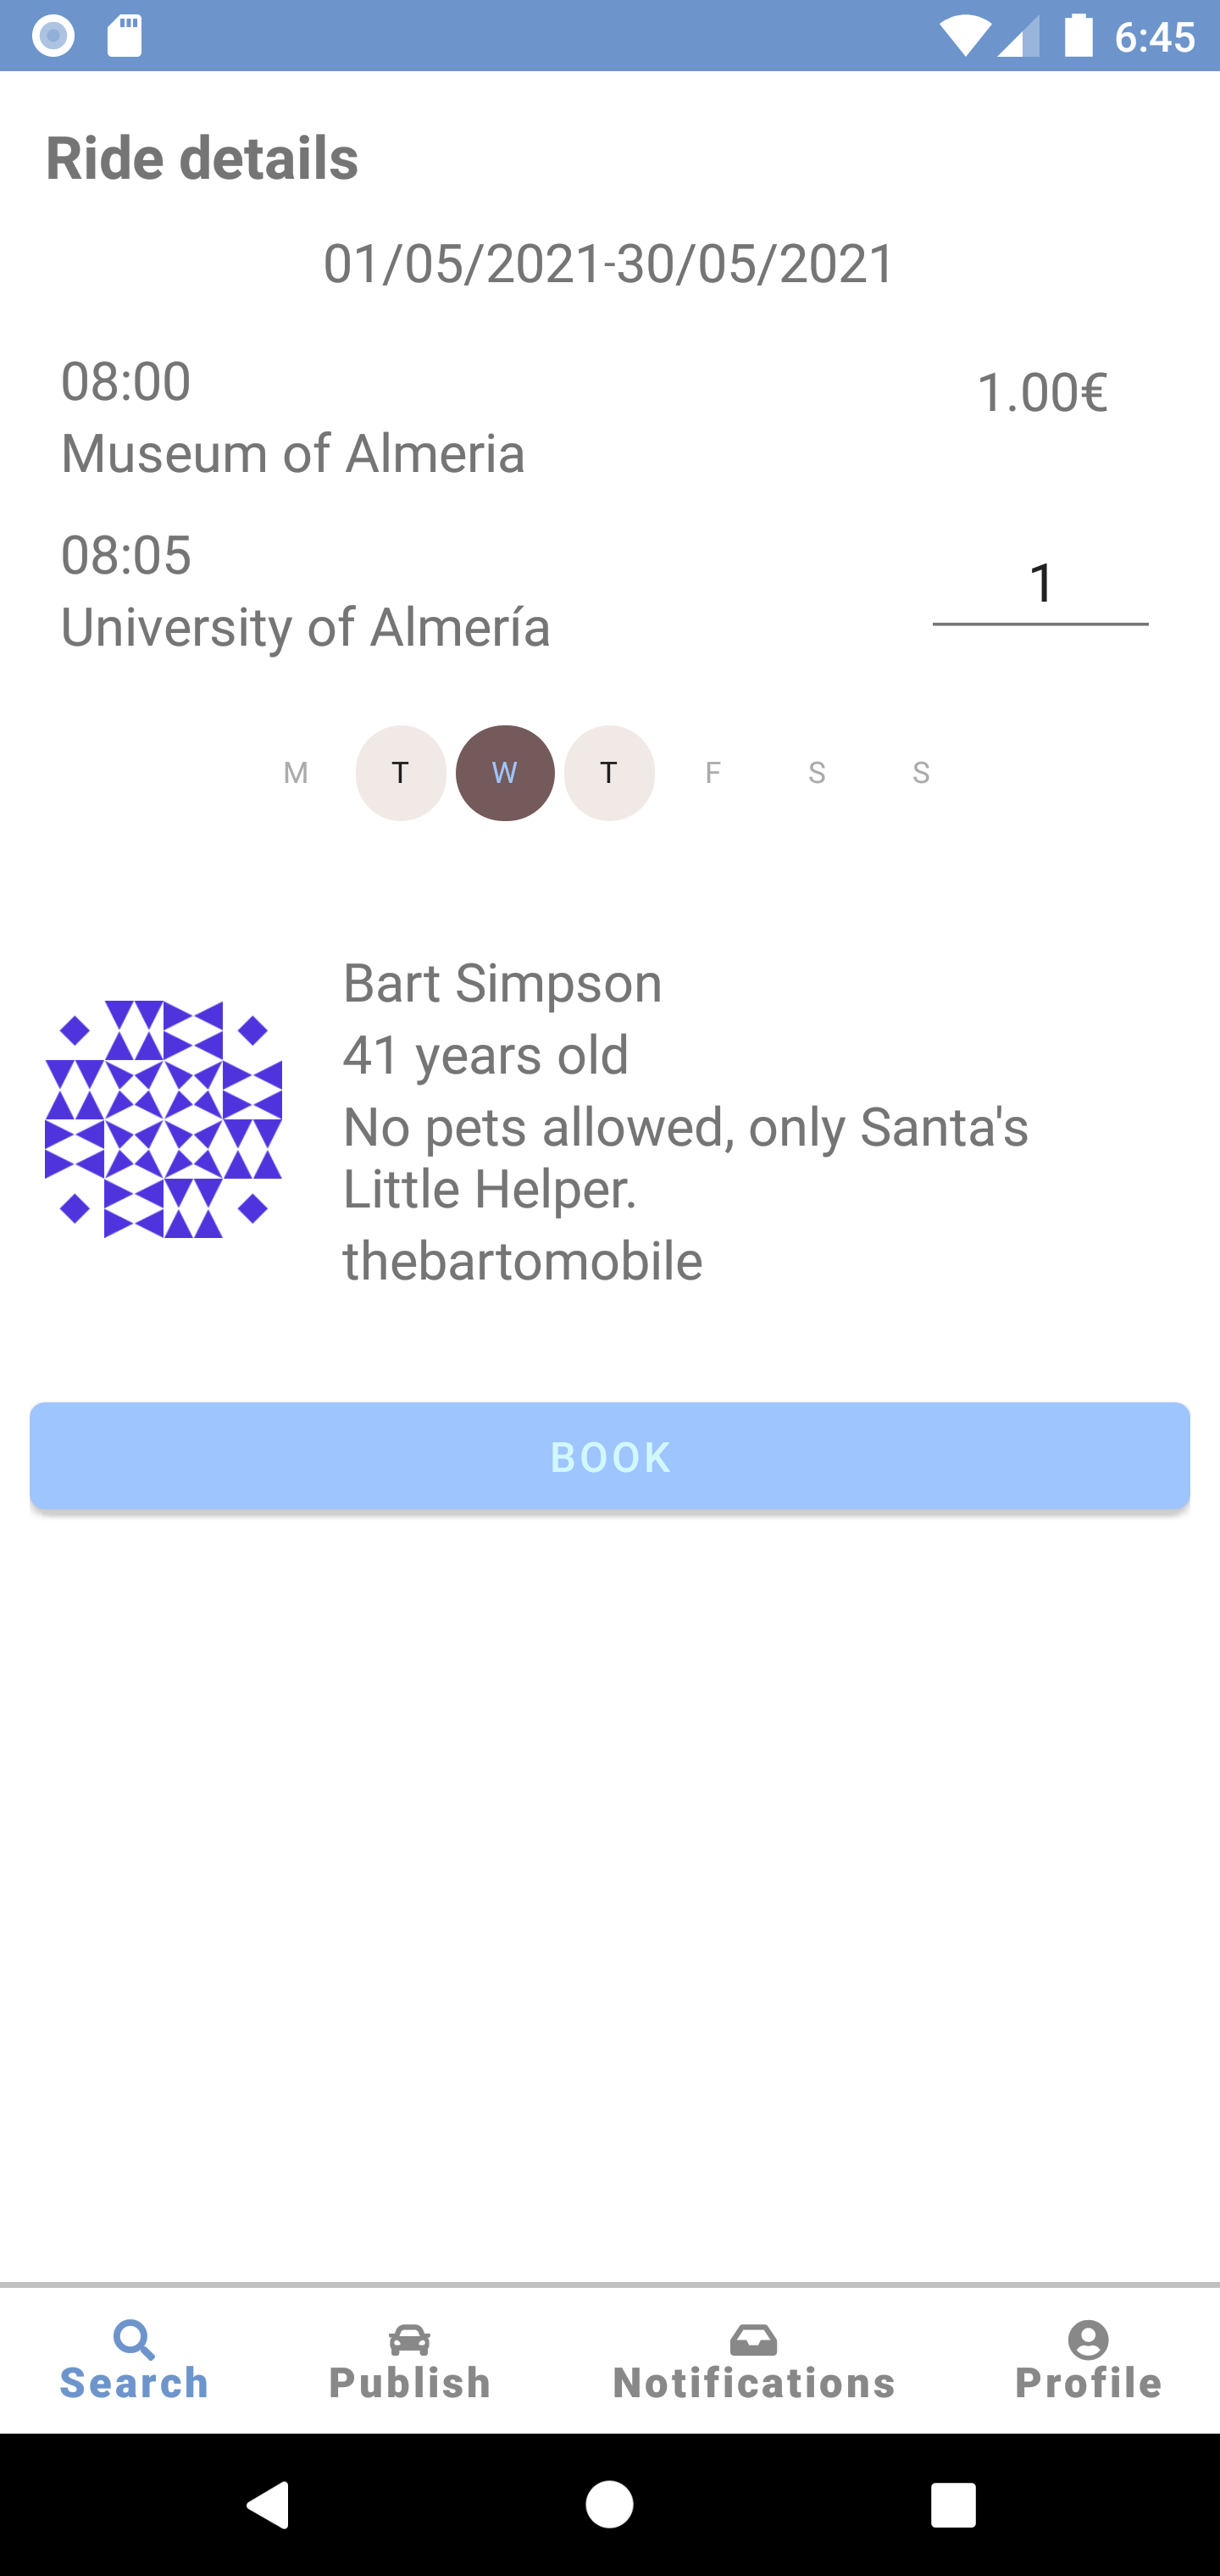 6:45
Ride details
01/05/2021-30/05/2021
08:00
1.00€
Museum of Almeria
08:05
1
University of Almería
M T W T F S S
Bart Simpson
41 years old
No pets allowed, only Santa's
Little Helper.
thebartomobile
BOOK
Search Publish Notifications Profile